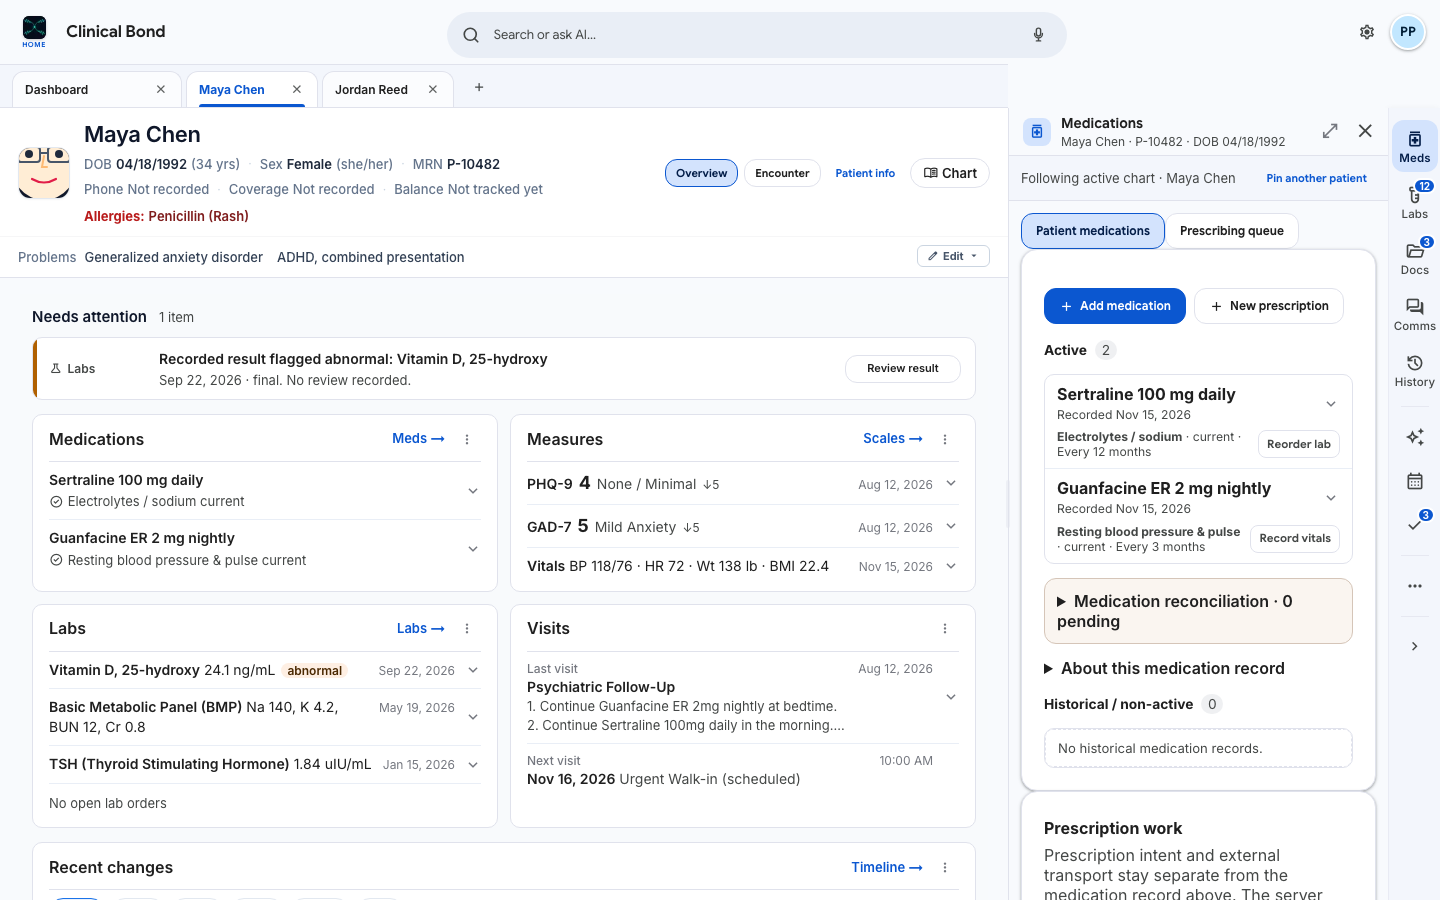 HOME
Clinical Bond
Search or ask AI...
PP
Dashboard
Maya Chen
Jordan Reed
Maya Chen
DOB 04/18/1992 (34 yrs) · Sex Female (she/her) · MRN P-10482
Phone Not recorded · Coverage Not recorded · Balance Not tracked yet
Allergies: Penicillin (Rash)
Overview
Encounter
Patient info
Chart
Problems Generalized anxiety disorder ADHD, combined presentation
Edit
Needs attention 1 item
Labs
Recorded result flagged abnormal: Vitamin D, 25-hydroxy
Sep 22, 2026 · final. No review recorded.
Review result
Medications
Meds →
Sertraline 100 mg daily
Electrolytes / sodium current
Guanfacine ER 2 mg nightly
Resting blood pressure & pulse current
Measures
Scales →
PHQ-9 4 None / Minimal ↓5 Aug 12, 2026
GAD-7 5 Mild Anxiety ↓5 Aug 12, 2026
Vitals BP 118/76 · HR 72 · Wt 138 lb · BMI 22.4 Nov 15, 2026
Labs
Labs →
Vitamin D, 25-hydroxy 24.1 ng/mL abnormal Sep 22, 2026
Basic Metabolic Panel (BMP) Na 140, K 4.2, May 19, 2026
BUN 12, Cr 0.8
TSH (Thyroid Stimulating Hormone) 1.84 uIU/mL Jan 15, 2026
No open lab orders
Visits
Last visit Aug 12, 2026
Psychiatric Follow-Up
1. Continue Guanfacine ER 2mg nightly at bedtime.
2. Continue Sertraline 100mg daily in the morning....
Next visit 10:00 AM
Nov 16, 2026 Urgent Walk-in (scheduled)
Recent changes
Timeline →
Medications
Maya Chen · P-10482 · DOB 04/18/1992
Following active chart · Maya Chen
Pin another patient
Patient medications
Prescribing queue
+ Add medication
+ New prescription
Active 2
Sertraline 100 mg daily
Recorded Nov 15, 2026
Electrolytes / sodium · current ·
Every 12 months
Reorder lab
Guanfacine ER 2 mg nightly
Recorded Nov 15, 2026
Resting blood pressure & pulse
· current · Every 3 months
Record vitals
Medication reconciliation · 0
pending
About this medication record
Historical / non-active 0
No historical medication records.
Prescription work
Prescription intent and external
transport stay separate from the
medication record above. The server
Meds
12
Labs
3
Docs
Comms
History
3